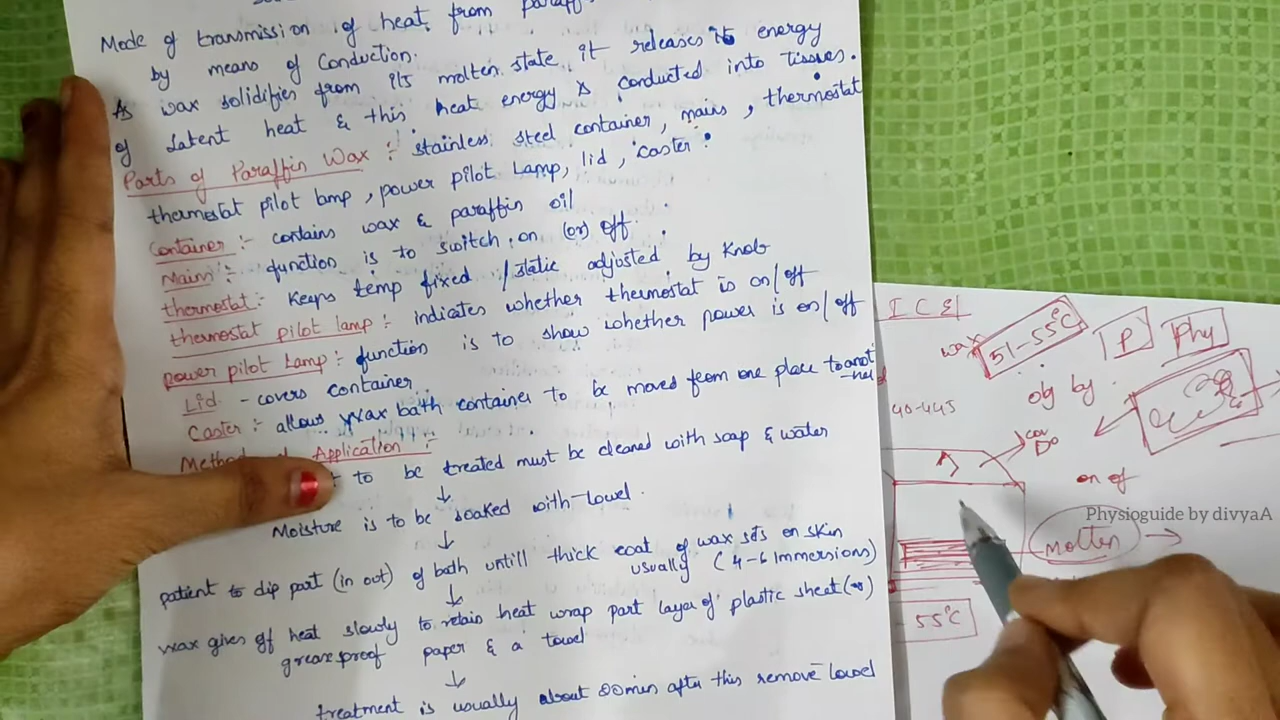 Mode of transmission of heat from paraff
by means of Conduction.
As wax solidifies from its molten state it releases its energy
of Latent heat & this heat energy is conducted into tissues.
Parts of Paraffin Wax :- stainless steel container, mains, thermostat
thermostat pilot lamp, power pilot Lamp, lid, caster.
Container :- contains wax & paraffin oil
Mains :- function is to switch on (or) off.
thermostat :- Keeps temp fixed / static adjusted by Knob
thermostat pilot lamp :- indicates whether thermostat is on/off
power pilot Lamp :- function is to show whether power is on/off
Lid - covers container.
Caster :- allows wax bath container to be moved from one place to anot
-her
Method Application :-
to be treated must be cleaned with soap & water
↓
Moisture is to be soaked with towel.
↓
patient to dip part (in out) of bath untill thick coat of wax sets on skin
usually (4-6 immersions)
↓
wax gives off heat slowly to retain heat wrap part layer of plastic sheet (or)
greaseproof paper & a towel
↓
treatment is usually about 20min after this remove towel
ICE
wax 51-55°C
P Phy
obj by
40-445
on of
molten →
55°C
Physioguide by divyaA